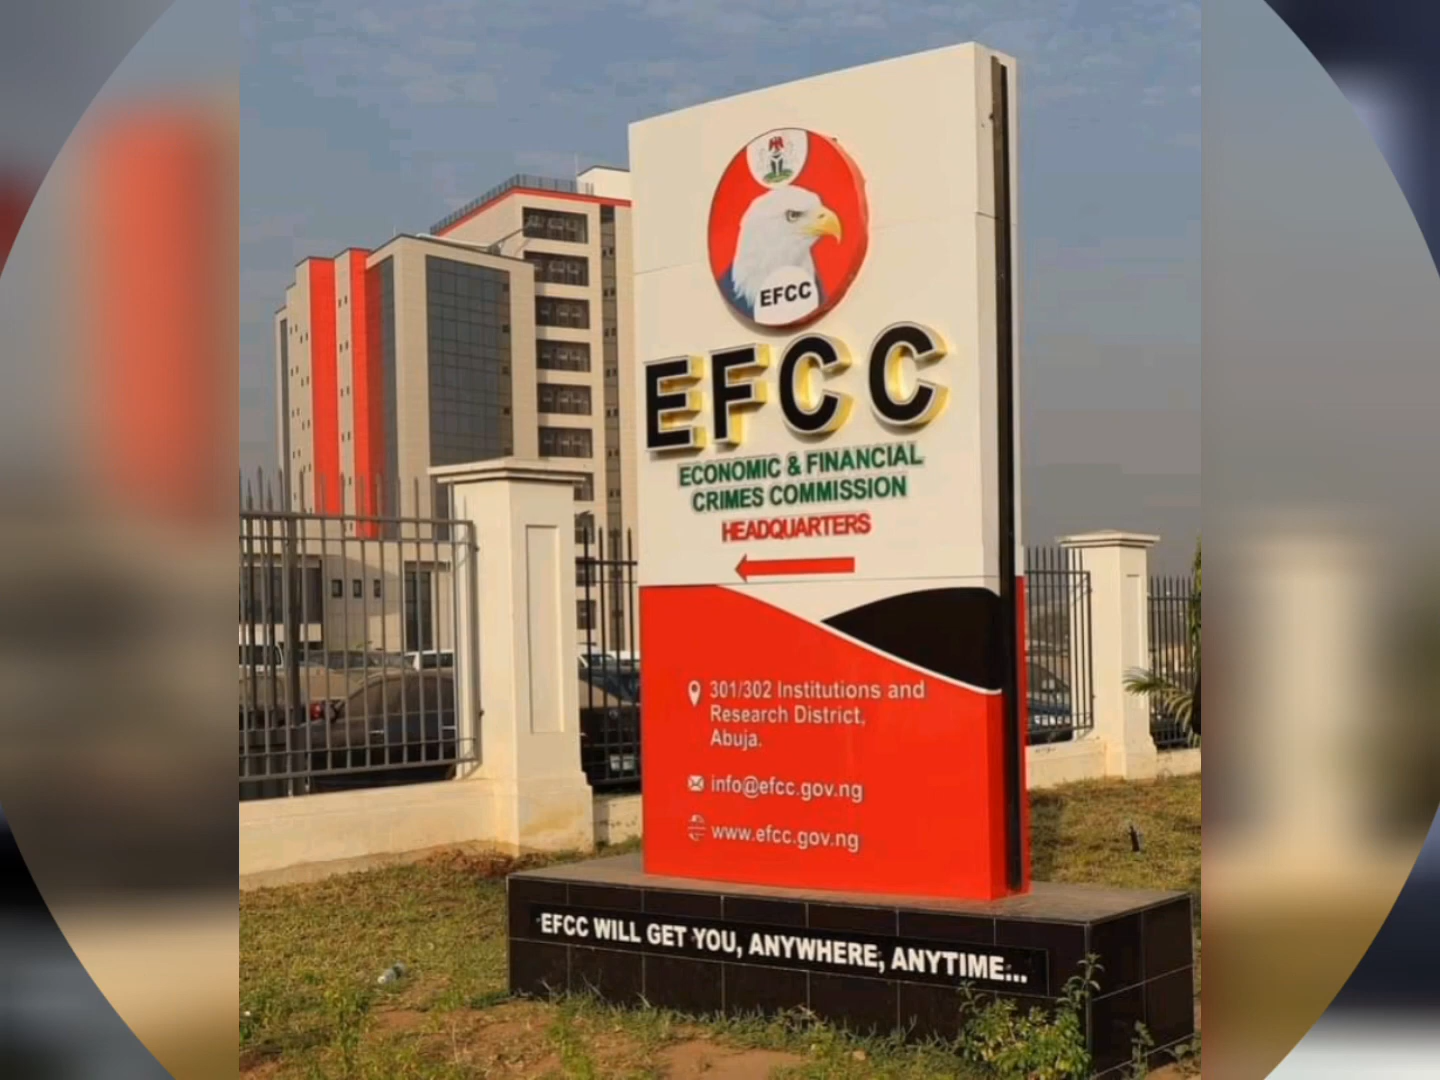 EFCC
EFCC
ECONOMIC & FINANCIAL
CRIMES COMMISSION
HEADQUARTERS
301/302 Institutions and
Research District,
Abuja.
info@efcc.gov.ng
www.efcc.gov.ng
EFCC WILL GET YOU, ANYWHERE, ANYTIME...